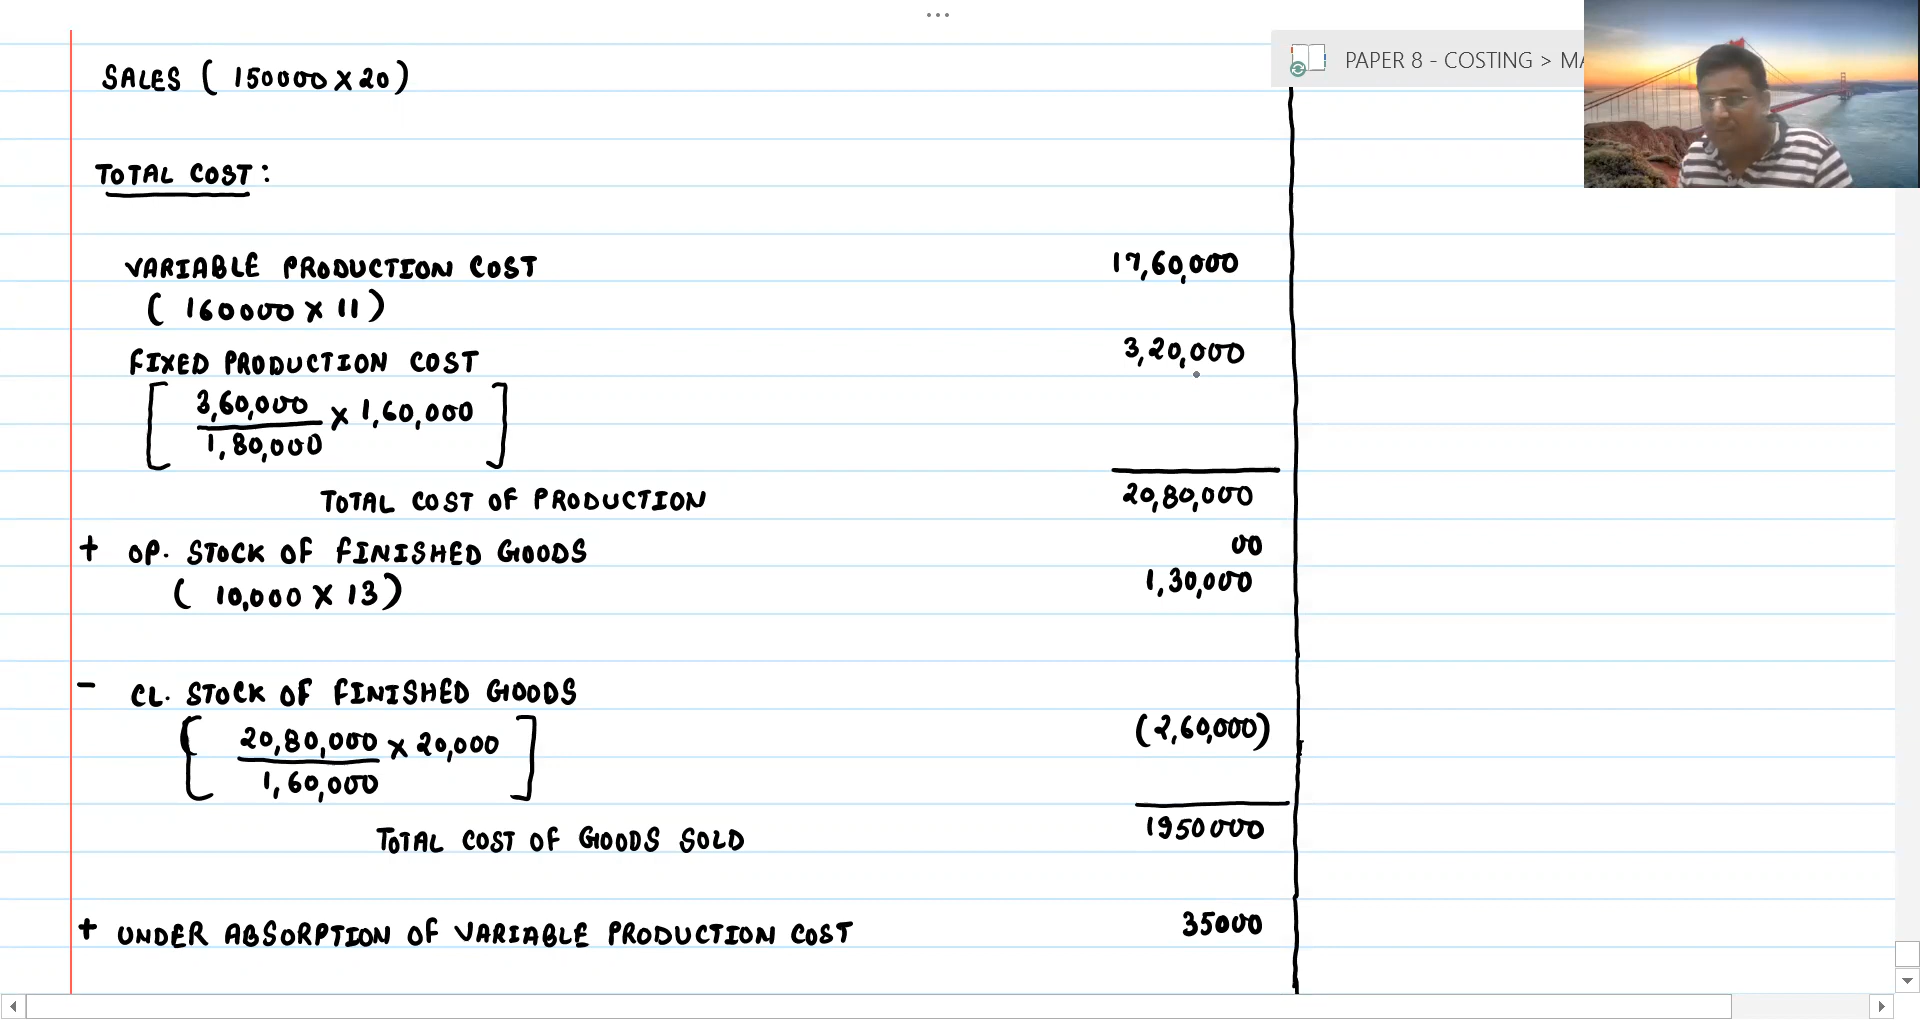 ...
SALES ( 150000 X 20 )
PAPER 8 - COSTING > MA
TOTAL COST :
VARIABLE PRODUCTION COST 17,60,000
( 160000 X 11 )
FIXED PRODUCTION COST 3,20,000
[ 3,60,000 / 1,80,000 X 1,60,000 ]
TOTAL COST OF PRODUCTION 20,80,000
+ OP. STOCK OF FINISHED GOODS 00
( 10,000 X 13 ) 1,30,000
- CL. STOCK OF FINISHED GOODS
[ 20,80,000 / 1,60,000 X 20,000 ] (2,60,000)
TOTAL COST OF GOODS SOLD 1950000
+ UNDER ABSORPTION OF VARIABLE PRODUCTION COST 35000